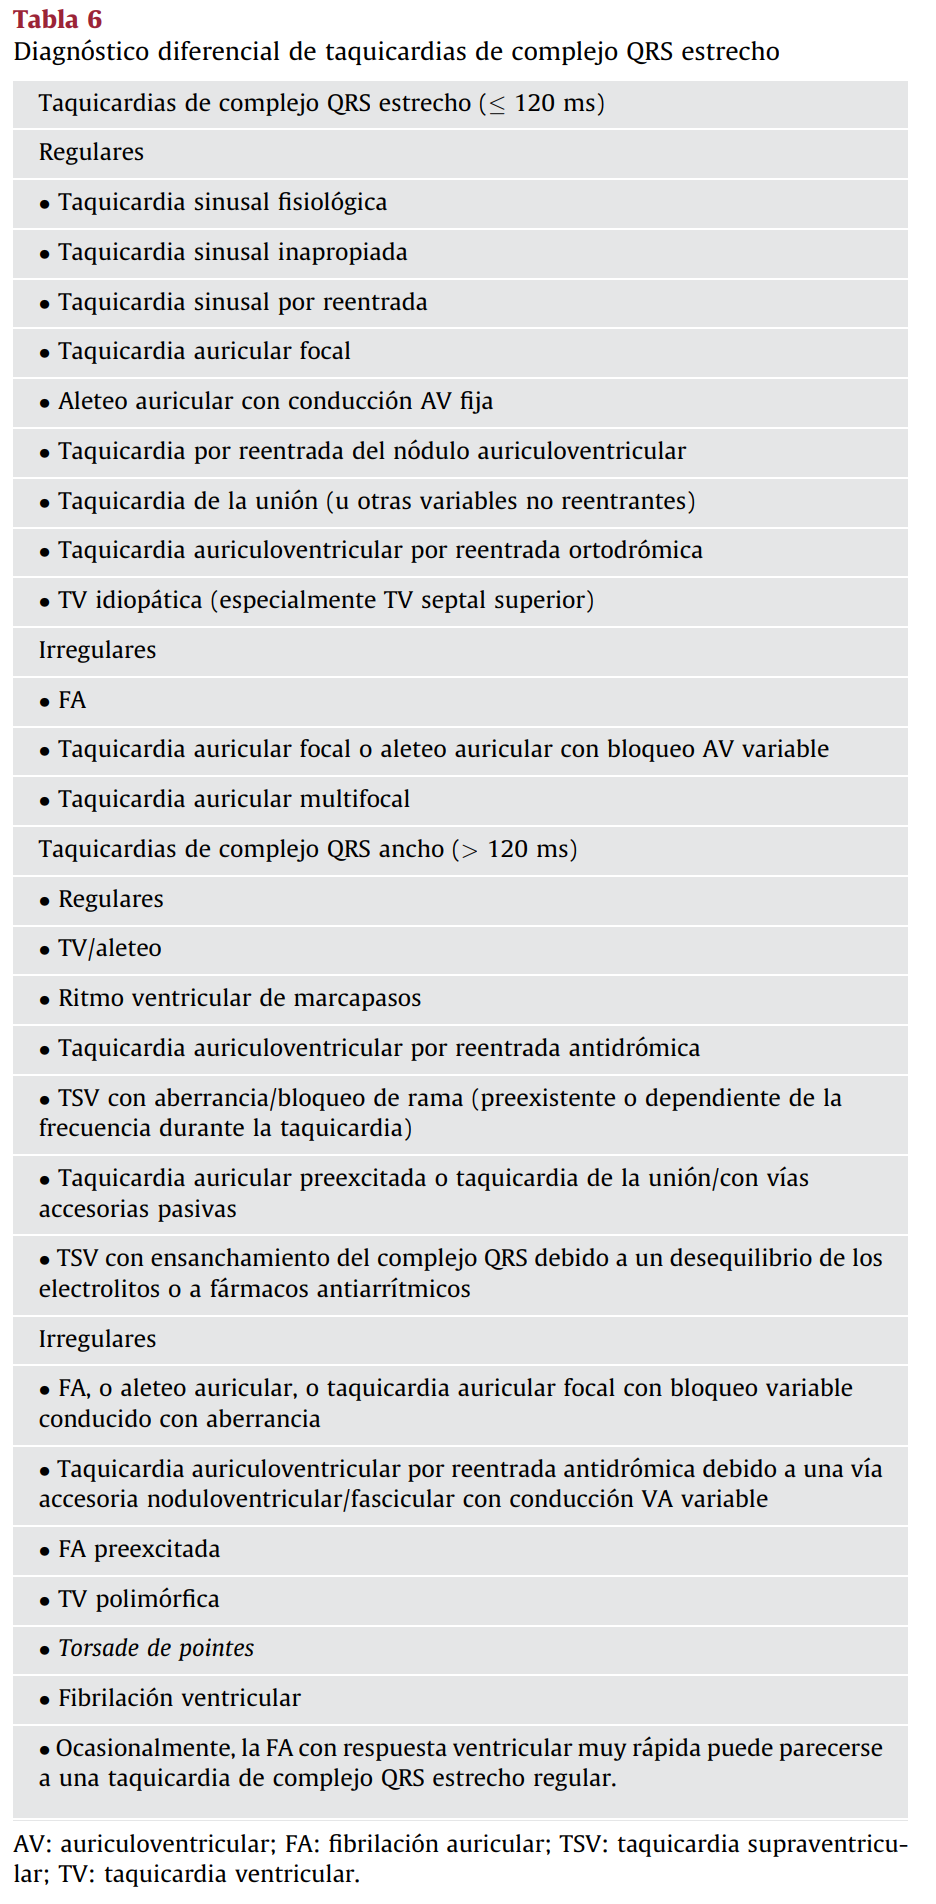 Tabla 6
Diagnóstico diferencial de taquicardias de complejo QRS estrecho
Taquicardias de complejo QRS estrecho (≤ 120 ms)
Regulares
● Taquicardia sinusal fisiológica
● Taquicardia sinusal inapropiada
● Taquicardia sinusal por reentrada
● Taquicardia auricular focal
● Aleteo auricular con conducción AV fija
● Taquicardia por reentrada del nódulo auriculoventricular
● Taquicardia de la unión (u otras variables no reentrantes)
● Taquicardia auriculoventricular por reentrada ortodrómica
● TV idiopática (especialmente TV septal superior)
Irregulares
● FA
● Taquicardia auricular focal o aleteo auricular con bloqueo AV variable
● Taquicardia auricular multifocal
Taquicardias de complejo QRS ancho (> 120 ms)
● Regulares
● TV/aleteo
● Ritmo ventricular de marcapasos
● Taquicardia auriculoventricular por reentrada antidrómica
● TSV con aberrancia/bloqueo de rama (preexistente o dependiente de la
frecuencia durante la taquicardia)
● Taquicardia auricular preexcitada o taquicardia de la unión/con vías
accesorias pasivas
● TSV con ensanchamiento del complejo QRS debido a un desequilibrio de los
electrolitos o a fármacos antiarrítmicos
Irregulares
● FA, o aleteo auricular, o taquicardia auricular focal con bloqueo variable
conducido con aberrancia
● Taquicardia auriculoventricular por reentrada antidrómica debido a una vía
accesoria noduloventricular/fascicular con conducción VA variable
● FA preexcitada
● TV polimórfica
● Torsade de pointes
● Fibrilación ventricular
● Ocasionalmente, la FA con respuesta ventricular muy rápida puede parecerse
a una taquicardia de complejo QRS estrecho regular.
AV: auriculoventricular; FA: fibrilación auricular; TSV: taquicardia supraventricu-
lar; TV: taquicardia ventricular.